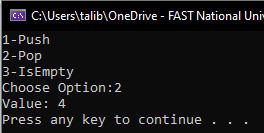 C:\Users\talib\OneDrive - FAST National Univ
1-Push
2-Pop
3-IsEmpty
Choose Option:2
Value: 4
Press any key to continue . . .